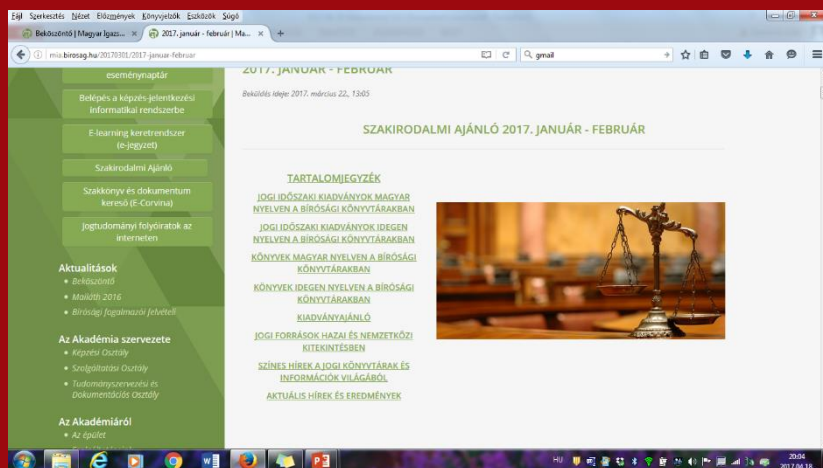 Fájl Szerkesztés Nézet Előzmények Könyvjelzők Eszközök Súgó
Beköszöntő | Magyar Igazs...
2017. január - február | Ma...
mia.birosag.hu/20170301/2017-januar-februar
gmail
eseménynaptár
Belépés a képzés-jelentkezési
informatikai rendszerbe
E-learning keretrendszer
(e-jegyzet)
Szakirodalmi Ajánló
Szakkönyv és dokumentum
kereső (E-Corvina)
Jogtudományi folyóiratok az
interneten
Aktualitások
Beköszöntő
Mailáth 2016
Bírósági fogalmazói felvételi
Az Akadémia szervezete
Képzési Osztály
Szolgáltatási Osztály
Tudományszervezési és
Dokumentációs Osztály
Az Akadémiáról
Az épület
2017. JANUÁR - FEBRUÁR
Beküldés ideje: 2017. március 22., 13:05
SZAKIRODALMI AJÁNLÓ 2017. JANUÁR - FEBRUÁR
TARTALOMJEGYZÉK
JOGI IDŐSZAKI KIADVÁNYOK MAGYAR
NYELVEN A BÍRÓSÁGI KÖNYVTÁRAKBAN
JOGI IDŐSZAKI KIADVÁNYOK IDEGEN
NYELVEN A BÍRÓSÁGI KÖNYVTÁRAKBAN
KÖNYVEK MAGYAR NYELVEN A BÍRÓSÁGI
KÖNYVTÁRAKBAN
KÖNYVEK IDEGEN NYELVEN A BÍRÓSÁGI
KÖNYVTÁRAKBAN
KIADVÁNYAJÁNLÓ
JOGI FORRÁSOK HAZAI ÉS NEMZETKÖZI
KITEKINTÉSBEN
SZÍNES HÍREK A JOGI KÖNYVTÁRAK ÉS
INFORMÁCIÓK VILÁGÁBÓL
AKTUÁLIS HÍREK ÉS EREDMÉNYEK
HU
20:04
2017.04.18.